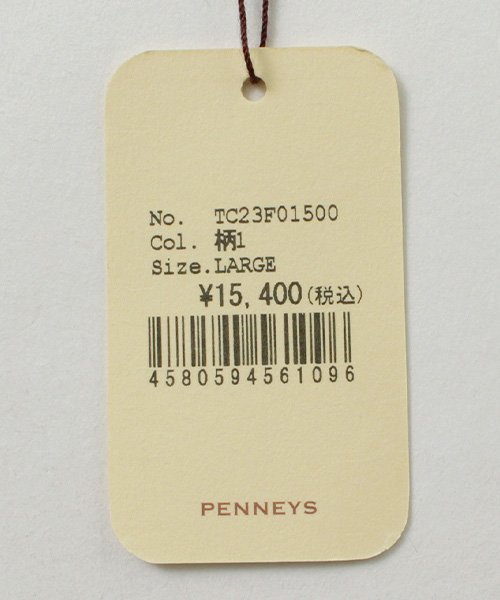 No. TC23F01500
Col. 柄1
Size.LARGE
¥15,400(税込)
4580594561096
PENNEYS